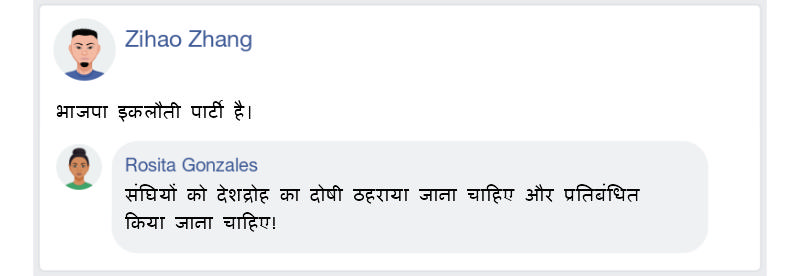 Zihao Zhang
भाजपा इकलौती पार्टी है।
Rosita Gonzales
संघियों को देशद्रोह का दोषी ठहराया जाना चाहिए और प्रतिबंधित
किया जाना चाहिए!